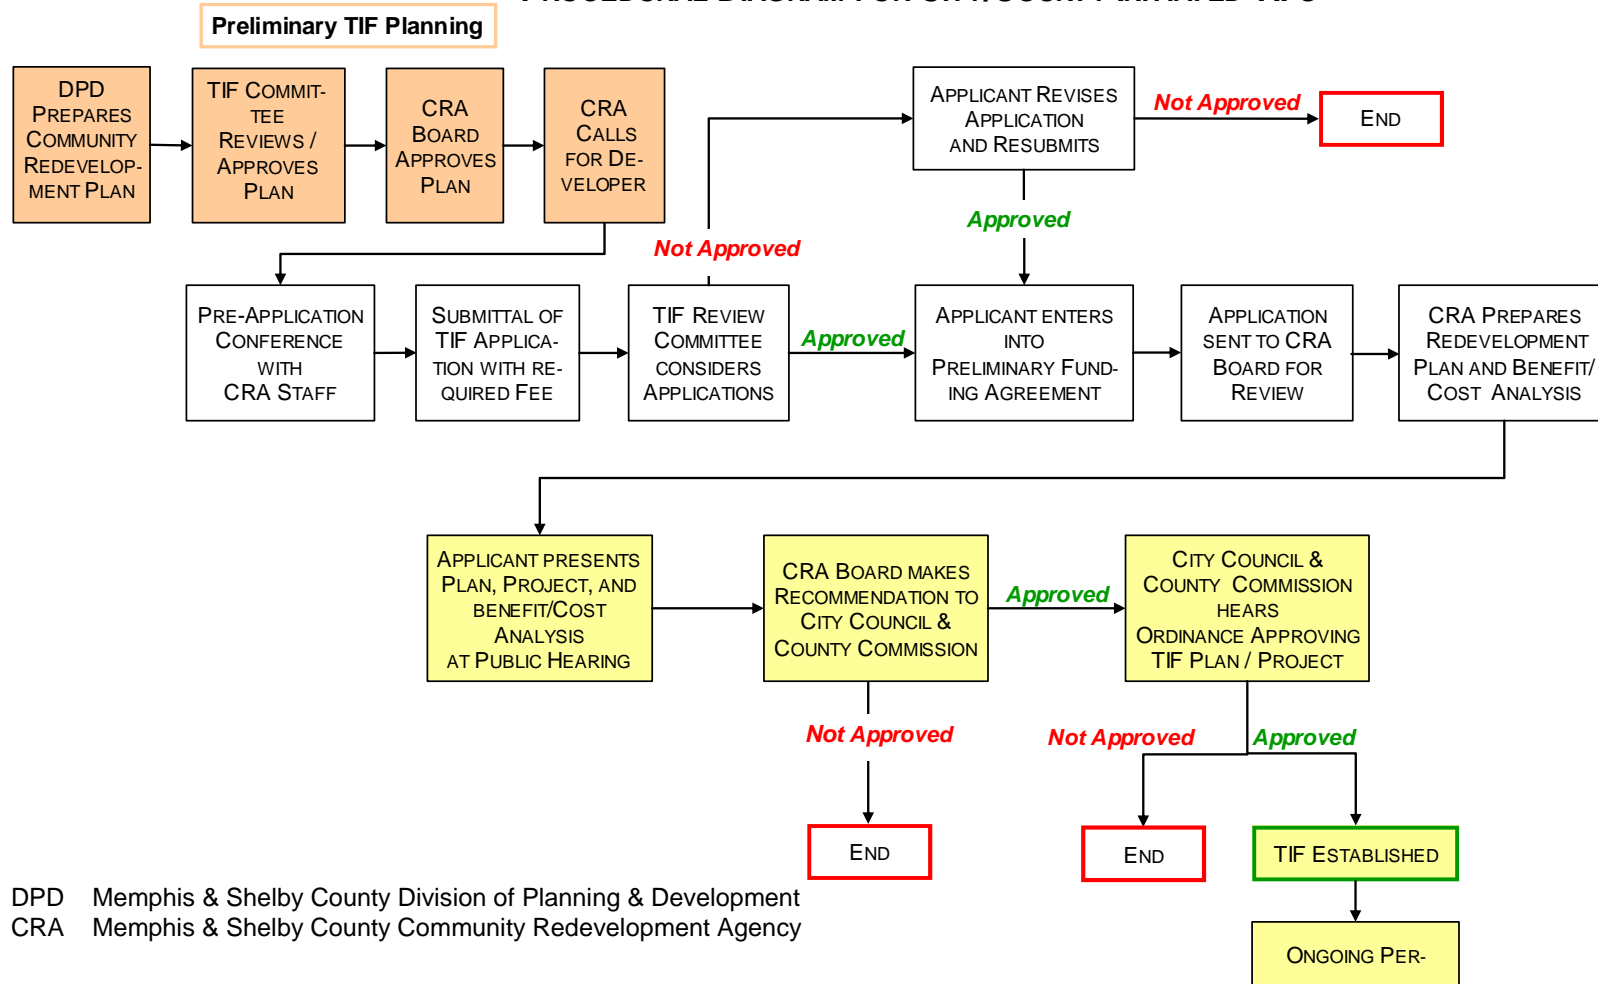 Preliminary TIF Planning
DPD
PREPARES
COMMUNITY
REDEVELOP-
MENT PLAN
TIF COMMIT-
TEE
REVIEWS /
APPROVES
PLAN
CRA
BOARD
APPROVES
PLAN
CRA
CALLS
FOR DE-
VELOPER
APPLICANT REVISES
APPLICATION
AND RESUBMITS
Not Approved
END
Approved
Not Approved
PRE-APPLICATION
CONFERENCE
WITH
CRA STAFF
SUBMITTAL OF
TIF APPLICA-
TION WITH RE-
QUIRED FEE
TIF REVIEW
COMMITTEE
CONSIDERS
APPLICATIONS
Approved
APPLICANT ENTERS
INTO
PRELIMINARY FUND-
ING AGREEMENT
APPLICATION
SENT TO CRA
BOARD FOR
REVIEW
CRA PREPARES
REDEVELOPMENT
PLAN AND BENEFIT/
COST ANALYSIS
APPLICANT PRESENTS
PLAN, PROJECT, AND
BENEFIT/COST
ANALYSIS
AT PUBLIC HEARING
CRA BOARD MAKES
RECOMMENDATION TO
CITY COUNCIL &
COUNTY COMMISSION
Approved
CITY COUNCIL &
COUNTY COMMISSION
HEARS
ORDINANCE APPROVING
TIF PLAN / PROJECT
Not Approved
Not Approved
Approved
END
END
TIF ESTABLISHED
ONGOING PER-
DPD Memphis & Shelby County Division of Planning & Development
CRA Memphis & Shelby County Community Redevelopment Agency